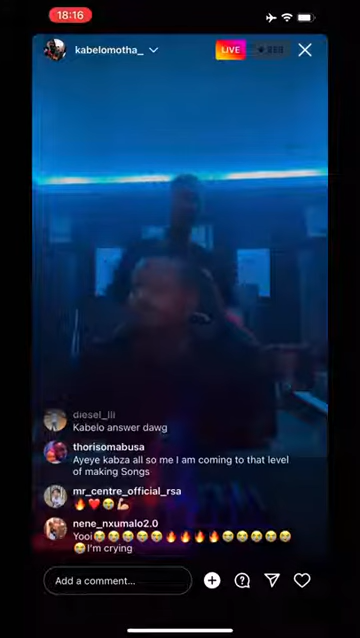 18:16
kabelomotha_
LIVE
diesel_lli
Kabelo answer dawg
thorisomabusa
Ayeye kabza all so me I am coming to that level
of making Songs
mr_centre_official_rsa
🔥❤️😭💪🏽
nene_nxumalo2.0
Yooi😭😭😭😭😭🔥🔥🔥🔥😭😭😭😭😭
😭I'm crying
Add a comment...